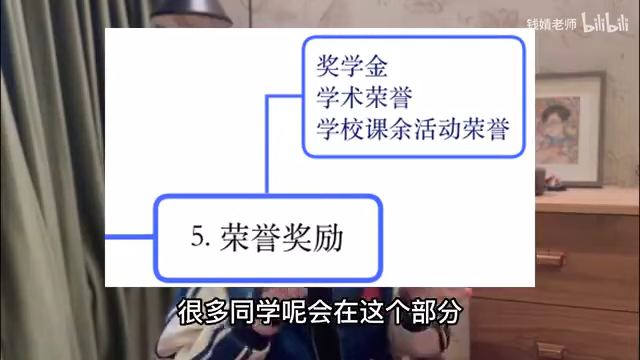 钱婧老师 bilibili
奖学金
学术荣誉
学校课余活动荣誉
5. 荣誉奖励
很多同学呢会在这个部分